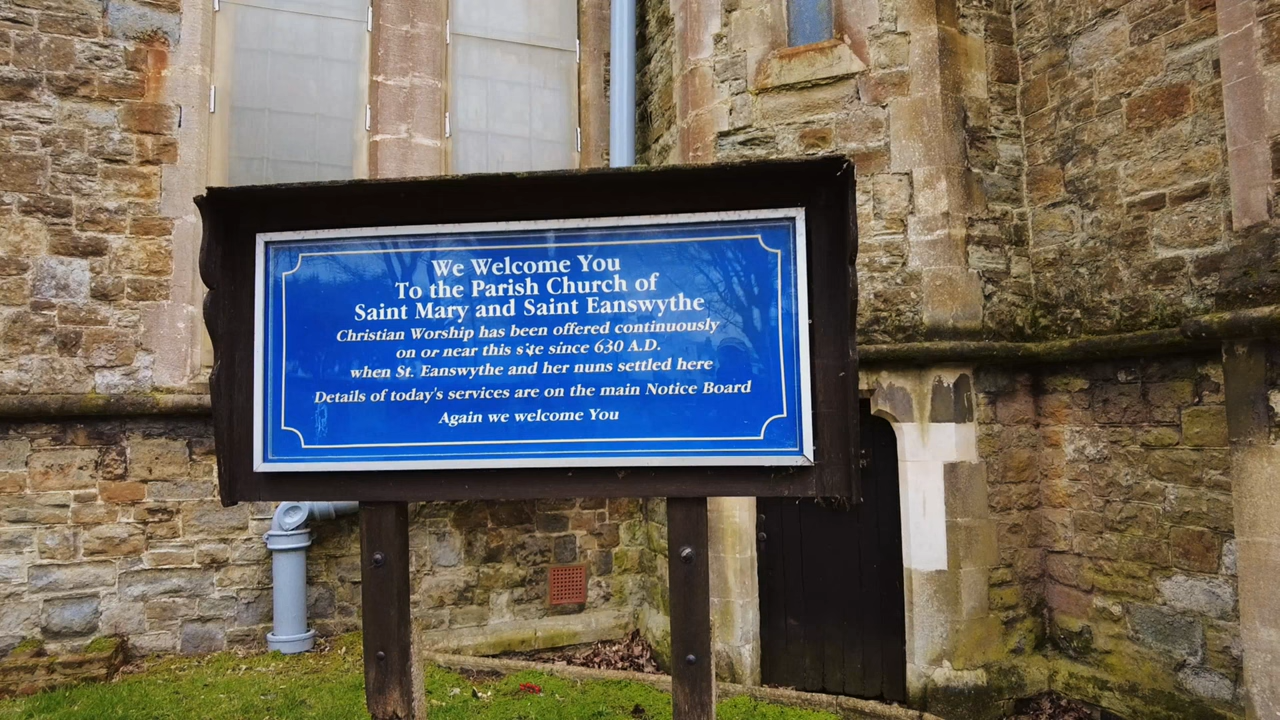 We Welcome You
To the Parish Church of
Saint Mary and Saint Eanswythe
Christian Worship has been offered continuously
on or near this site since 630 A.D.
when St. Eanswythe and her nuns settled here
Details of today's services are on the main Notice Board
Again we welcome You